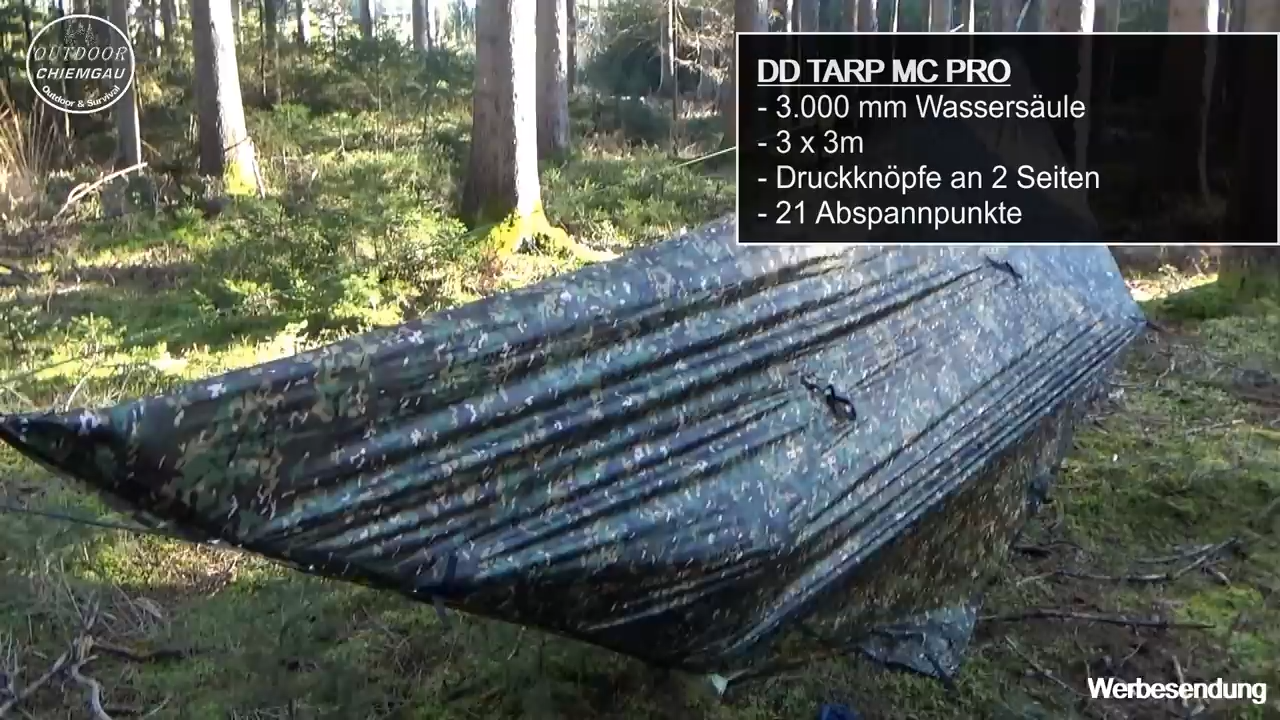 OUTDOOR
CHIEMGAU
Outdoor & Survival
DD TARP MC PRO
- 3.000 mm Wassersäule
- 3 x 3m
- Druckknöpfe an 2 Seiten
- 21 Abspannpunkte
Werbesendung